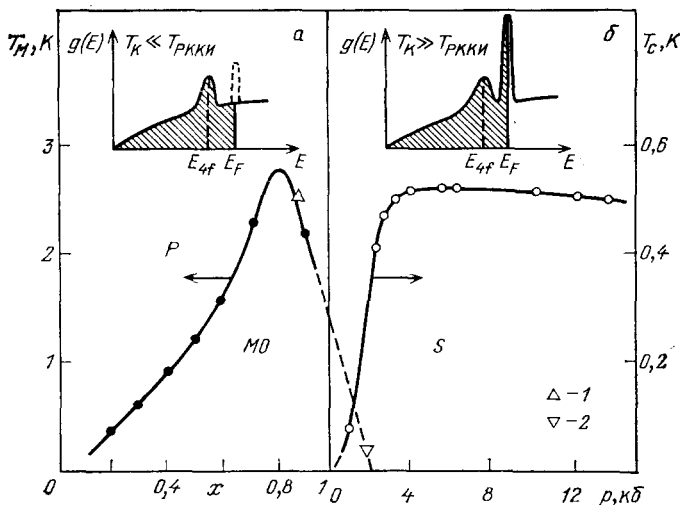 T_M, K
g(E)
T_K ≪ T_РККИ
а
E_4f
E_F
E
g(E)
T_K ≫ T_РККИ
б
E_4f
E_F
E
T_C, K
3
2
1
0,6
0,4
0,2
P
МО
S
△ – 1
▽ – 2
0
0,4
x
0,8
1
0
4
8
12
p, кб